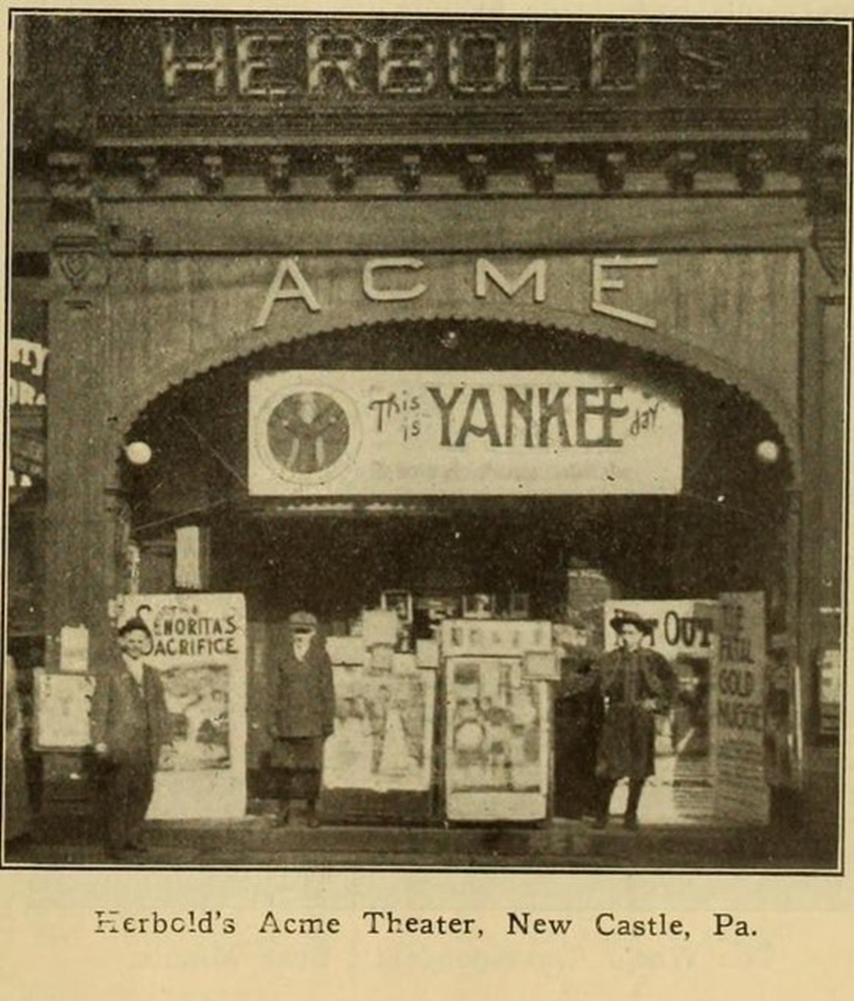 HERBOLD'S
ACME
This is YANKEE day
THE
SEÑORITA'S
SACRIFICE
OUT
THE
FATAL
GOLD
NUGGET
Herbold's Acme Theater, New Castle, Pa.